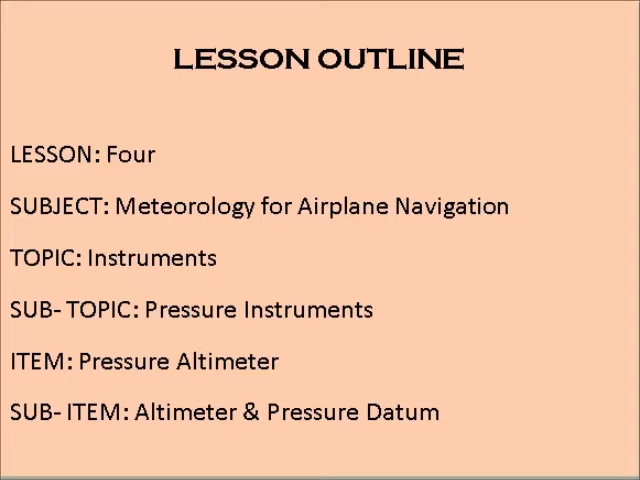 LESSON OUTLINE
LESSON: Four
SUBJECT: Meteorology for Airplane Navigation
TOPIC: Instruments
SUB- TOPIC: Pressure Instruments
ITEM: Pressure Altimeter
SUB- ITEM: Altimeter & Pressure Datum